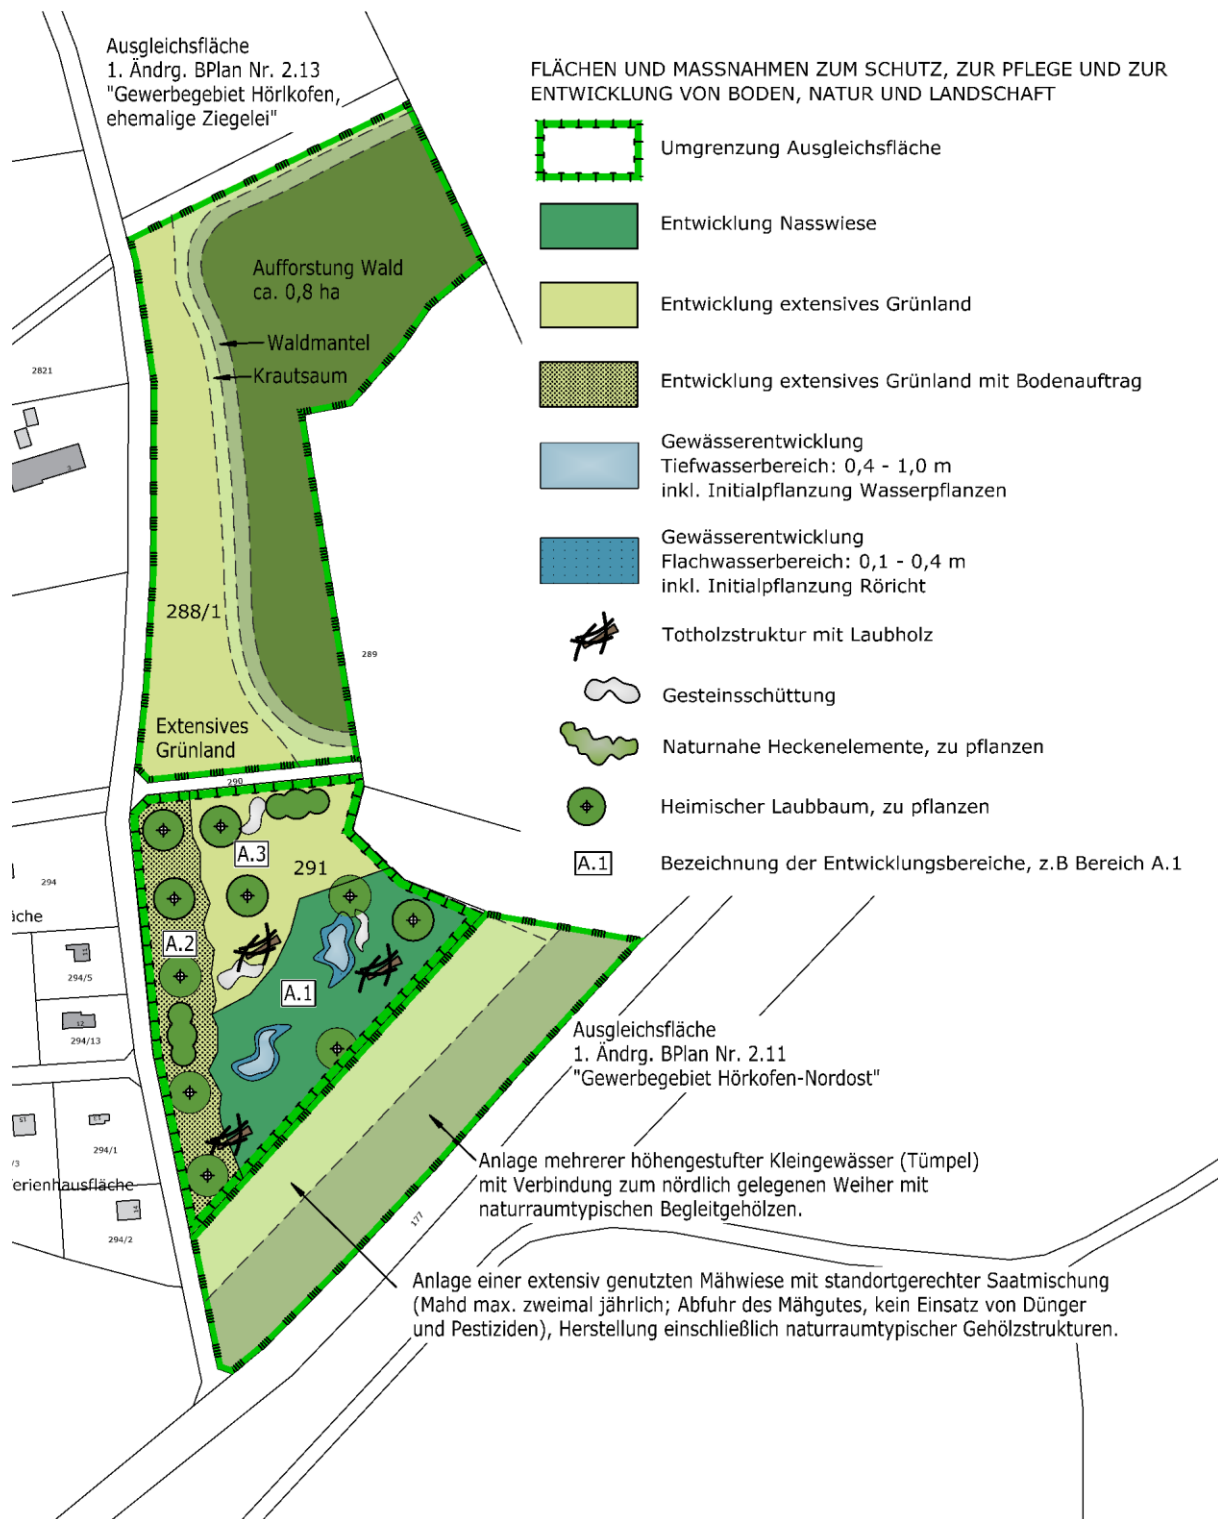 Ausgleichsfläche
1. Ändrg. BPlan Nr. 2.13
"Gewerbegebiet Hörlkofen,
ehemalige Ziegelei"
FLÄCHEN UND MASSNAHMEN ZUM SCHUTZ, ZUR PFLEGE UND ZUR
ENTWICKLUNG VON BODEN, NATUR UND LANDSCHAFT
Umgrenzung Ausgleichsfläche
Entwicklung Nasswiese
Entwicklung extensives Grünland
Entwicklung extensives Grünland mit Bodenauftrag
Gewässerentwicklung
Tiefwasserbereich: 0,4 - 1,0 m
inkl. Initialpflanzung Wasserpflanzen
Gewässerentwicklung
Flachwasserbereich: 0,1 - 0,4 m
inkl. Initialpflanzung Röricht
Totholzstruktur mit Laubholz
Gesteinsschüttung
Naturnahe Heckenelemente, zu pflanzen
Heimischer Laubbaum, zu pflanzen
A.1
Bezeichnung der Entwicklungsbereiche, z.B Bereich A.1
Aufforstung Wald
ca. 0,8 ha
Waldmantel
Krautsaum
2821
288/1
289
Extensives
Grünland
290
A.3
291
294
äche
A.2
294/5
A.1
12
294/13
294/1
/3
erienhausfläche
14
294/2
177
Ausgleichsfläche
1. Ändrg. BPlan Nr. 2.11
"Gewerbegebiet Hörkofen-Nordost"
Anlage mehrerer höhengestufter Kleingewässer (Tümpel)
mit Verbindung zum nördlich gelegenen Weiher mit
naturraumtypischen Begleitgehölzen.
Anlage einer extensiv genutzten Mähwiese mit standortgerechter Saatmischung
(Mahd max. zweimal jährlich; Abfuhr des Mähgutes, kein Einsatz von Dünger
und Pestiziden), Herstellung einschließlich naturraumtypischer Gehölzstrukturen.